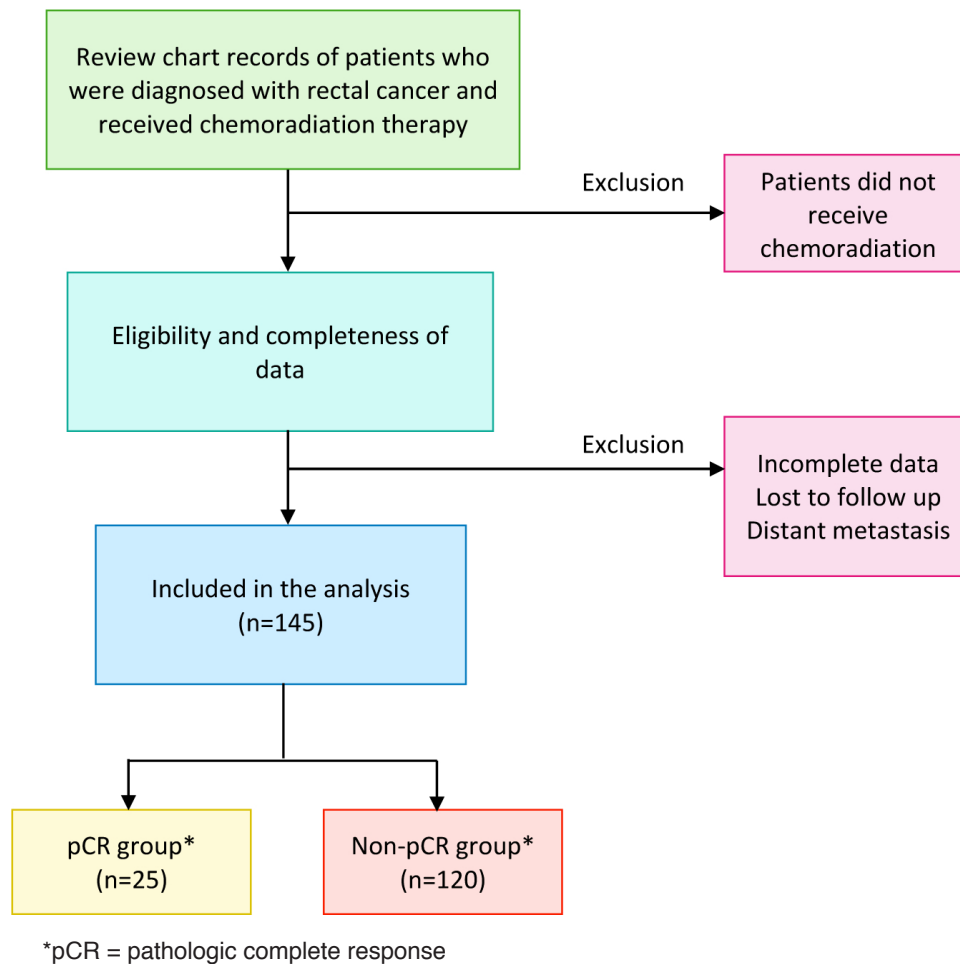 Review chart records of patients who
were diagnosed with rectal cancer and
received chemoradiation therapy
Exclusion
Patients did not
receive
chemoradiation
Eligibility and completeness of
data
Exclusion
Incomplete data
Lost to follow up
Distant metastasis
Included in the analysis
(n=145)
pCR group*
(n=25)
Non-pCR group*
(n=120)
*pCR = pathologic complete response